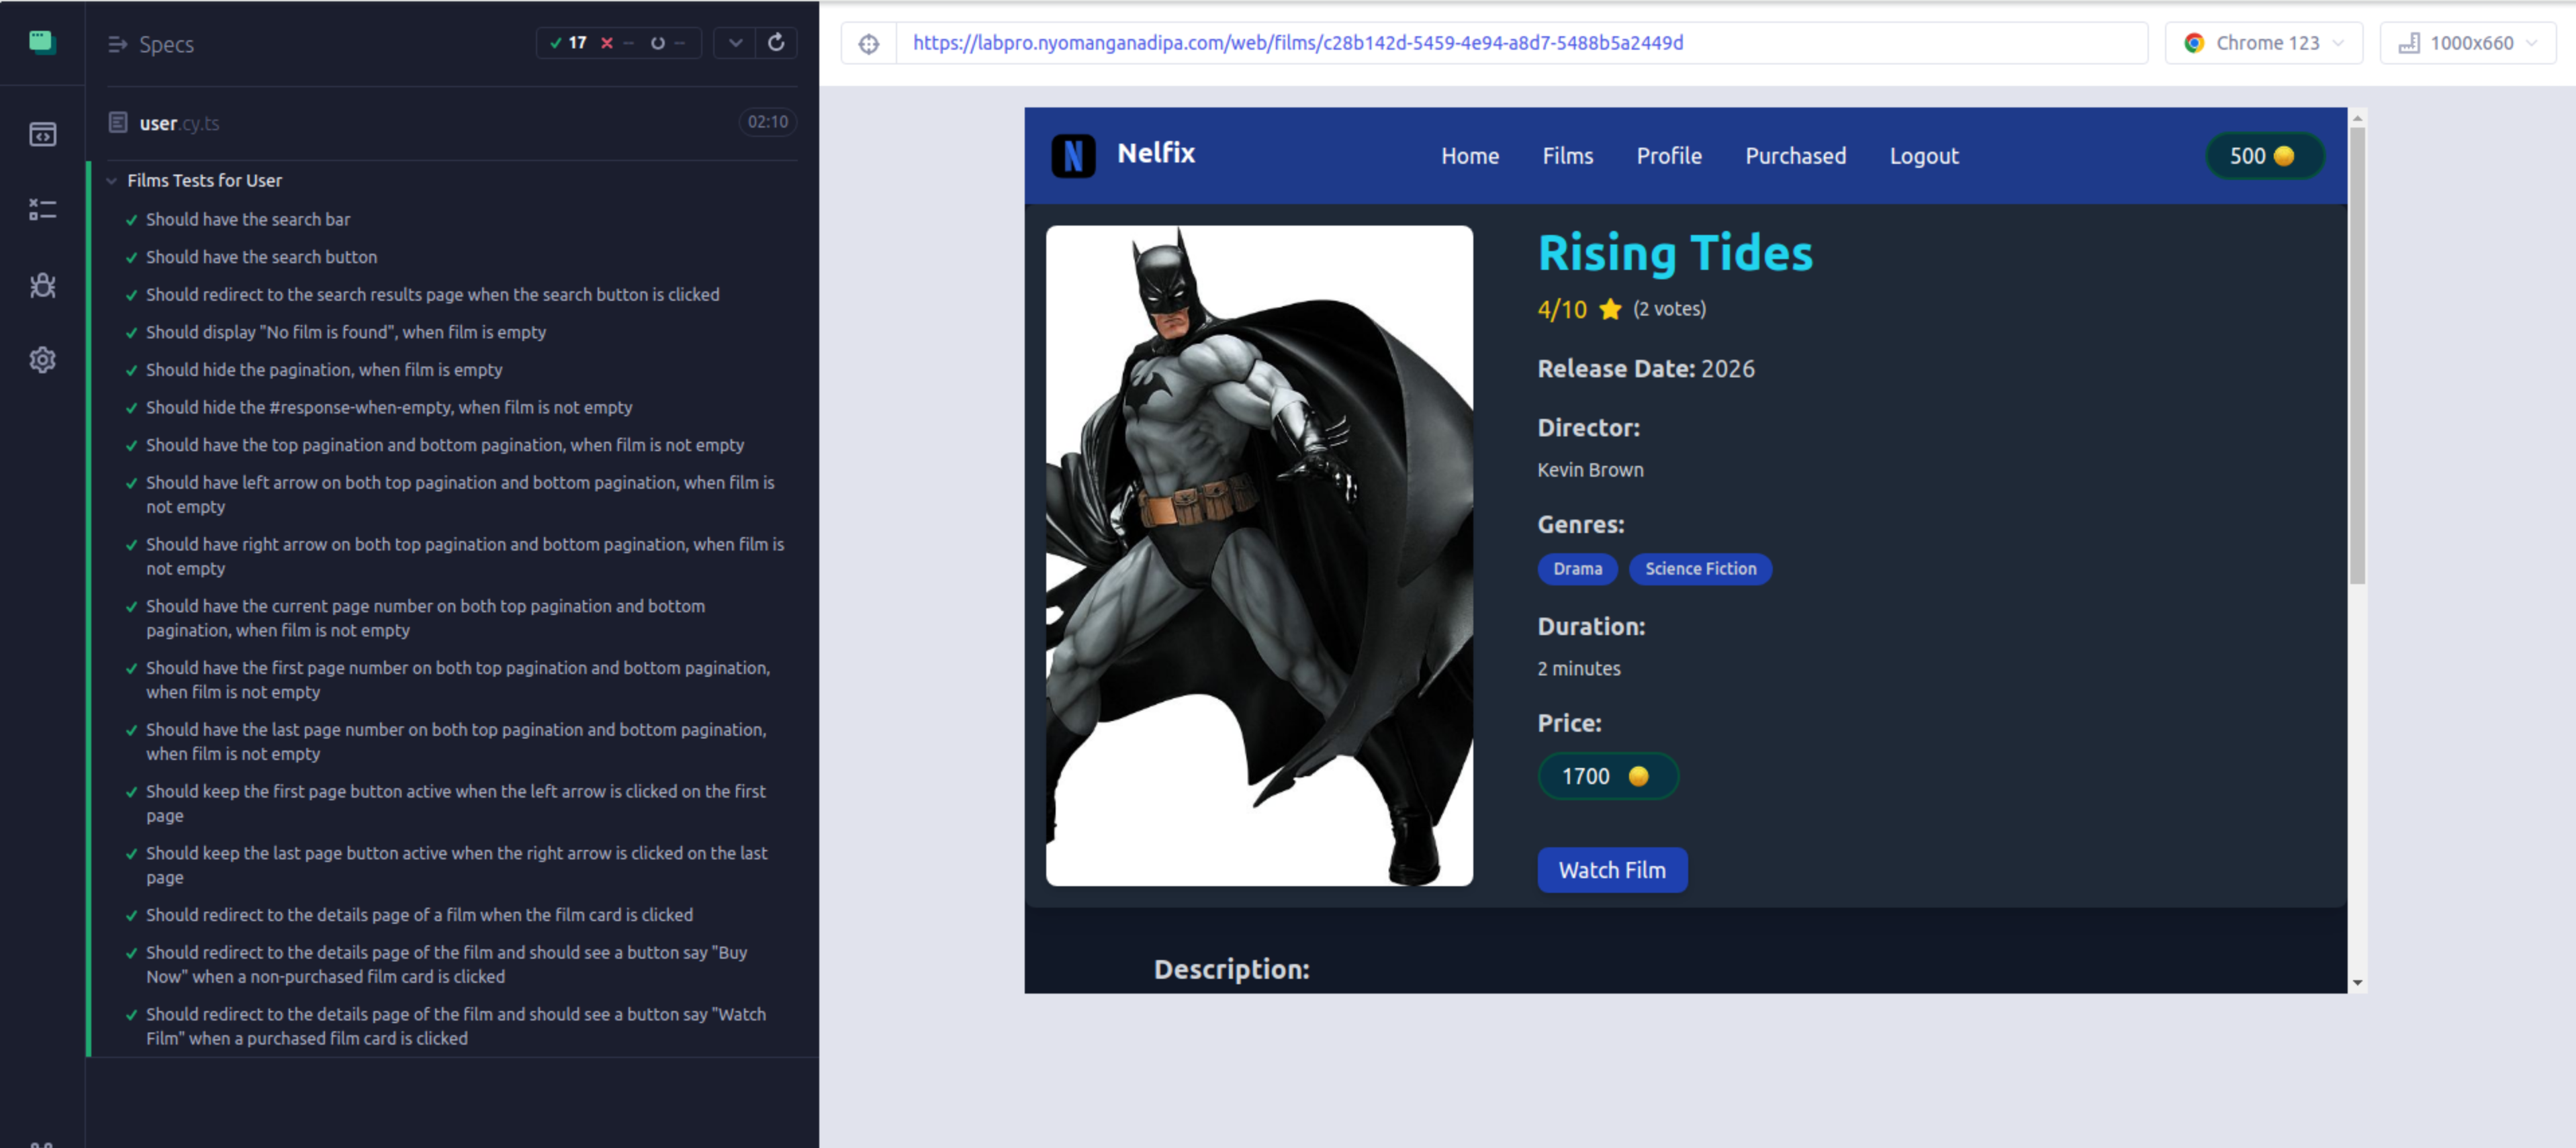 Specs
17 -- --
user.cy.ts
02:10
Films Tests for User
Should have the search bar
Should have the search button
Should redirect to the search results page when the search button is clicked
Should display "No film is found", when film is empty
Should hide the pagination, when film is empty
Should hide the #response-when-empty, when film is not empty
Should have the top pagination and bottom pagination, when film is not empty
Should have left arrow on both top pagination and bottom pagination, when film is
not empty
Should have right arrow on both top pagination and bottom pagination, when film is
not empty
Should have the current page number on both top pagination and bottom
pagination, when film is not empty
Should have the first page number on both top pagination and bottom pagination,
when film is not empty
Should have the last page number on both top pagination and bottom pagination,
when film is not empty
Should keep the first page button active when the left arrow is clicked on the first
page
Should keep the last page button active when the right arrow is clicked on the last
page
Should redirect to the details page of a film when the film card is clicked
Should redirect to the details page of the film and should see a button say "Buy
Now" when a non-purchased film card is clicked
Should redirect to the details page of the film and should see a button say "Watch
Film" when a purchased film card is clicked
https://labpro.nyomanganadipa.com/web/films/c28b142d-5459-4e94-a8d7-5488b5a2449d
Chrome 123
1000x660
N
Nelfix
Home
Films
Profile
Purchased
Logout
500
Rising Tides
4/10 (2 votes)
Release Date: 2026
Director:
Kevin Brown
Genres:
Drama
Science Fiction
Duration:
2 minutes
Price:
1700
Watch Film
Description: